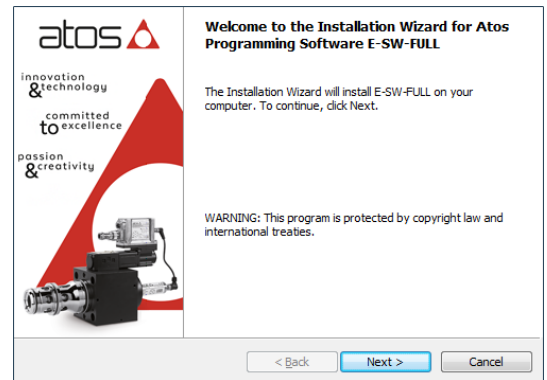 atos
innovation
&technology
committed
to excellence
passion
&creativity
Welcome to the Installation Wizard for Atos
Programming Software E-SW-FULL
The Installation Wizard will install E-SW-FULL on your
computer. To continue, click Next.
WARNING: This program is protected by copyright law and
international treaties.
< Back
Next >
Cancel